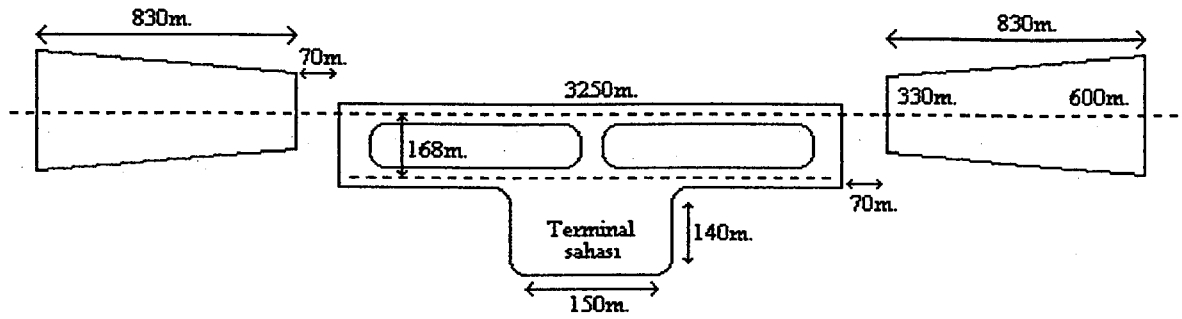 830m.
830m.
70m.
3250m.
330m.
600m.
168m.
70m.
Terminal
sahası
140m.
150m.